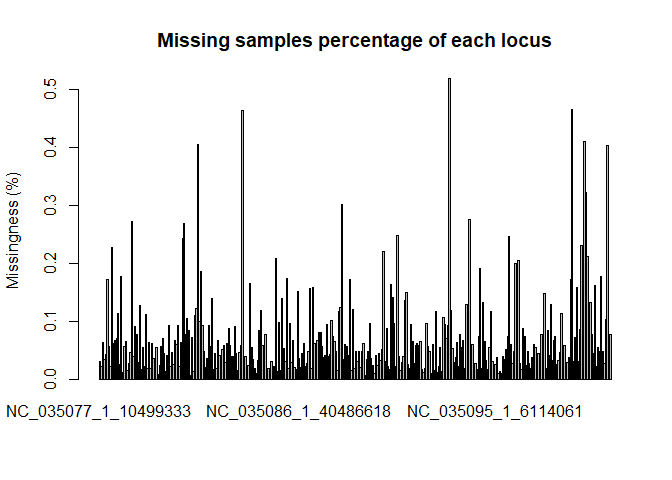 Missing samples percentage of each locus
Missingness (%)
0.5
0.4
0.3
0.2
0.1
0.0
NC_035077_1_10499333 NC_035086_1_40486618 NC_035095_1_6114061